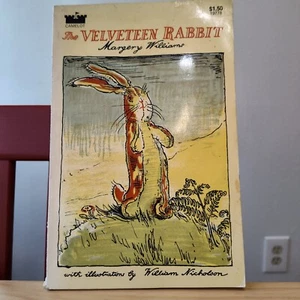 CAMELOT
$1.50
The VELVETEEN RABBIT
Margery Williams
with illustrations by William Nicholson